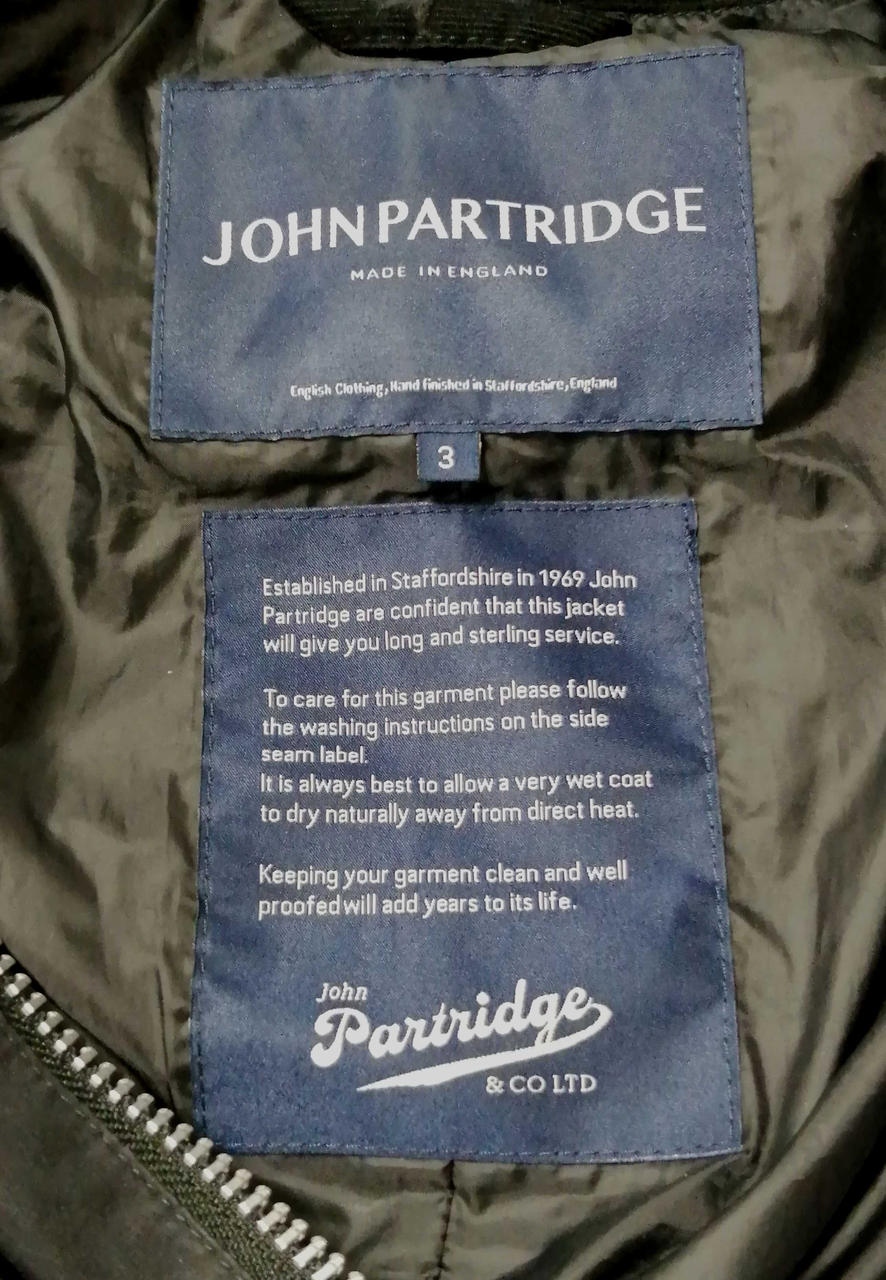 JOHN PARTRIDGE
MADE IN ENGLAND
English Clothing, Hand finished in Staffordshire, England
3
Established in Staffordshire in 1969 John
Partridge are confident that this jacket
will give you long and sterling service.
To care for this garment please follow
the washing instructions on the side
seam label.
It is always best to allow a very wet coat
to dry naturally away from direct heat.
Keeping your garment clean and well
proofed will add years to its life.
John
Partridge
& CO LTD